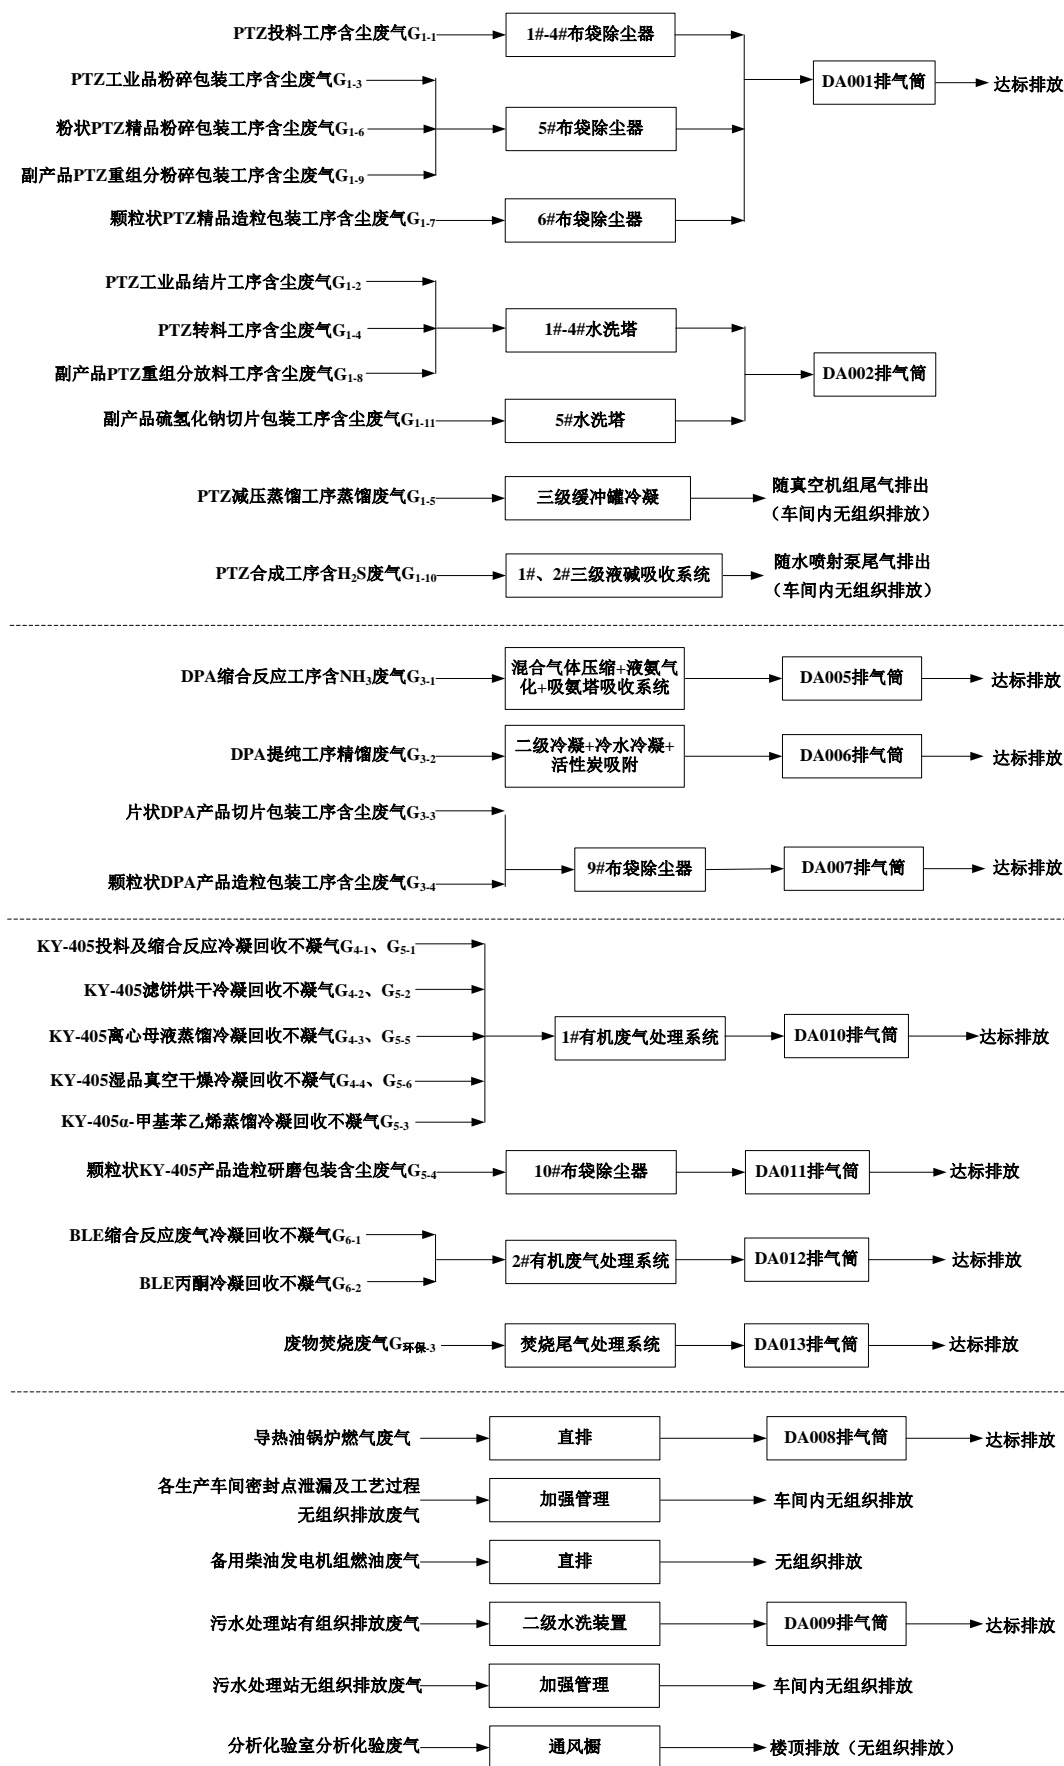 PTZ投料工序含尘废气G1-1
1#-4#布袋除尘器
PTZ工业品粉碎包装工序含尘废气G1-3
DA001排气筒
达标排放
粉状PTZ精品粉碎包装工序含尘废气G1-6
5#布袋除尘器
副产品PTZ重组分粉碎包装工序含尘废气G1-9
颗粒状PTZ精品造粒包装工序含尘废气G1-7
6#布袋除尘器
PTZ工业品结片工序含尘废气G1-2
PTZ转料工序含尘废气G1-4
1#-4#水洗塔
副产品PTZ重组分放料工序含尘废气G1-8
DA002排气筒
副产品硫氢化钠切片包装工序含尘废气G1-11
5#水洗塔
PTZ减压蒸馏工序蒸馏废气G1-5
三级缓冲罐冷凝
随真空机组尾气排出
（车间内无组织排放）
PTZ合成工序含H2S废气G1-10
1#、2#三级液碱吸收系统
随水喷射泵尾气排出
（车间内无组织排放）
DPA缩合反应工序含NH3废气G3-1
混合气体压缩+液氨气
化+吸氨塔吸收系统
DA005排气筒
达标排放
DPA提纯工序精馏废气G3-2
二级冷凝+冷水冷凝+
活性炭吸附
DA006排气筒
达标排放
片状DPA产品切片包装工序含尘废气G3-3
9#布袋除尘器
DA007排气筒
达标排放
颗粒状DPA产品造粒包装工序含尘废气G3-4
KY-405投料及缩合反应冷凝回收不凝气G4-1、G5-1
KY-405滤饼烘干冷凝回收不凝气G4-2、G5-2
KY-405离心母液蒸馏冷凝回收不凝气G4-3、G5-5
1#有机废气处理系统
DA010排气筒
达标排放
KY-405湿品真空干燥冷凝回收不凝气G4-4、G5-6
KY-405α-甲基苯乙烯蒸馏冷凝回收不凝气G5-3
颗粒状KY-405产品造粒研磨包装含尘废气G5-4
10#布袋除尘器
DA011排气筒
达标排放
BLE缩合反应废气冷凝回收不凝气G6-1
2#有机废气处理系统
DA012排气筒
达标排放
BLE丙酮冷凝回收不凝气G6-2
废物焚烧废气G环保-3
焚烧尾气处理系统
DA013排气筒
达标排放
导热油锅炉燃气废气
直排
DA008排气筒
达标排放
各生产车间密封点泄漏及工艺过程
无组织排放废气
加强管理
车间内无组织排放
备用柴油发电机组燃油废气
直排
无组织排放
污水处理站有组织排放废气
二级水洗装置
DA009排气筒
达标排放
污水处理站无组织排放废气
加强管理
车间内无组织排放
分析化验室分析化验废气
通风橱
楼顶排放（无组织排放）